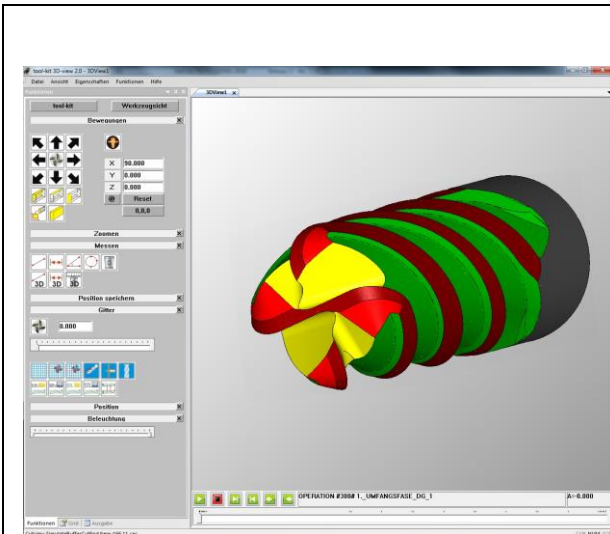 tool-kit 3D-view 2.0 - 3DView1
Datei Ansicht Eigenschaften Funktionen Hilfe
Funktionen
3DView1 x
tool-kit Werkzeugsicht
Bewegungen
X 90.000
Y 0.000
Z 0.000
Reset
0,0,0
Zoomen
Messen
3D 3D 3D
Position speichern
Gitter
0.000
Position
Beleuchtung
OPERATION #300# 1._UMFANGSFASE_DG_1 A=-0.000
Funktionen Grid Ausgabe